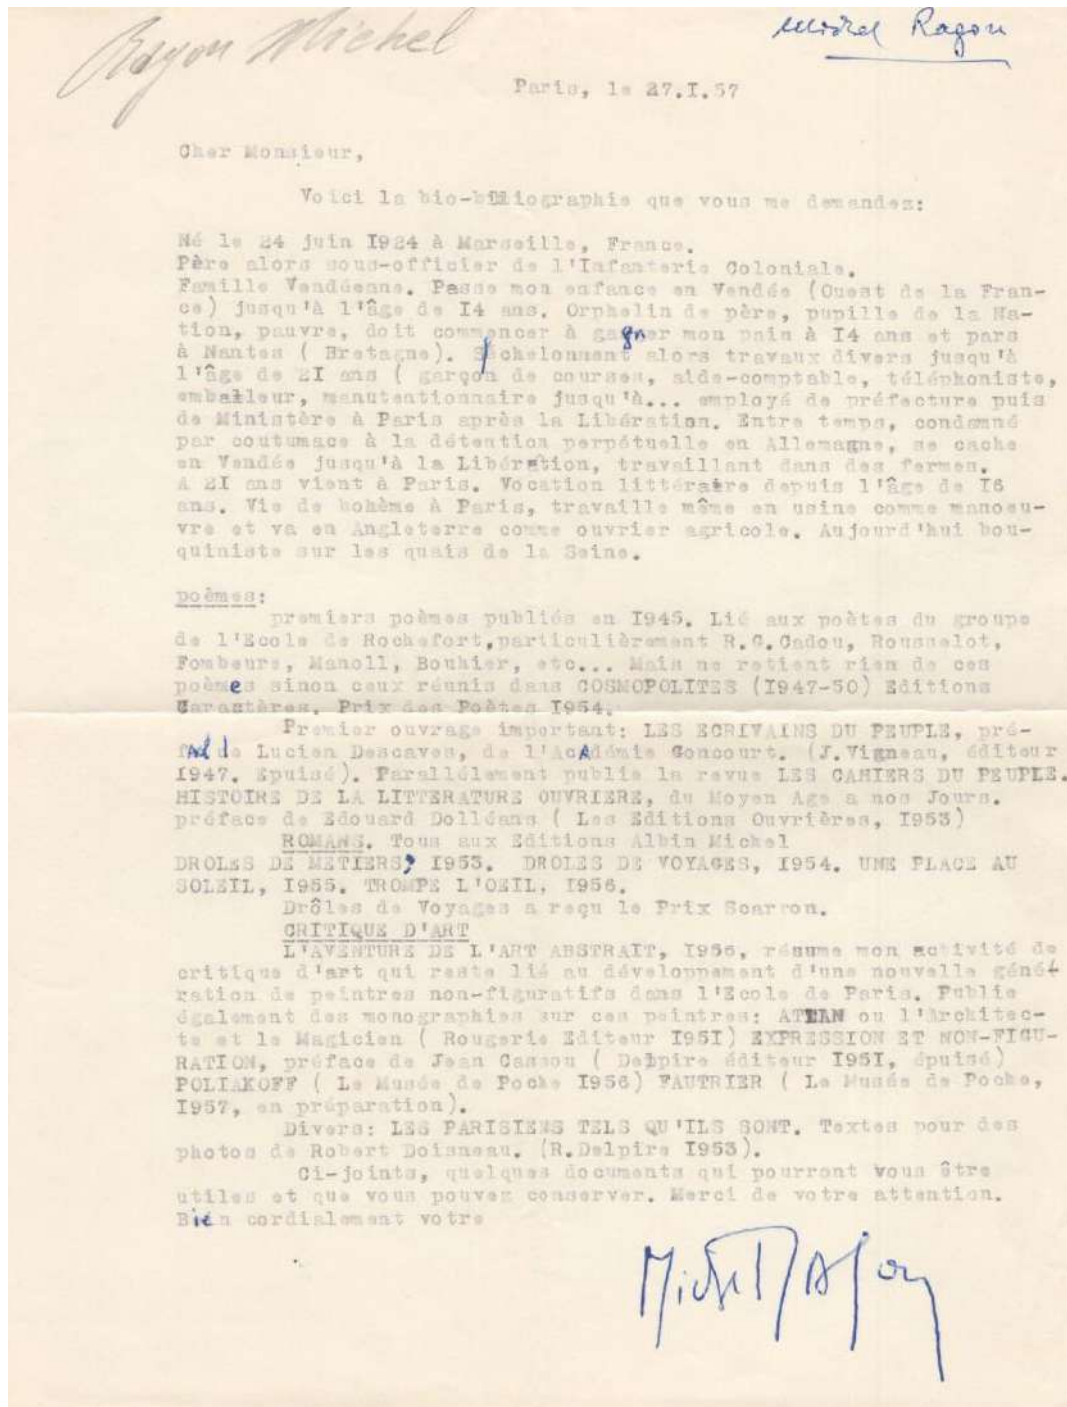 Ragon Michel
Michel Ragon
Paris, le 27.I.57
Cher Monsieur,
Voici la bio-bibliographie que vous me demandez:
Né le 24 juin I924 à Marseille, France.
Père alors sous-officier de l'Infanterie Coloniale.
Famille Vendéenne. Passe mon enfance en Vendée (Ouest de la Fran-
ce) jusqu'à l'âge de I4 ans. Orphelin de père, pupille de la Na-
tion, pauvre, doit commencer à gagner mon pain à I4 ans et pars
à Nantes ( Bretagne). S'échelonnent alors travaux divers jusqu'à
l'âge de 2I ans ( garçon de courses, aide-comptable, téléphoniste,
emballeur, manutentionnaire jusqu'à... employé de préfecture puis
de Ministère à Paris après la Libération. Entre temps, condamné
par coutumace à la détention perpétuelle en Allemagne, se cache
en Vendée jusqu'à la Libération, travaillant dans des fermes.
A 2I ans vient à Paris. Vocation littéraire depuis l'âge de I6
ans. Vie de bohème à Paris, travaille même en usine comme manoeu-
vre et va en Angleterre comme ouvrier agricole. Aujourd'hui bou-
quiniste sur les quais de la Seine.
poèmes:
premiers poèmes publiés en I945. Lié aux poètes du groupe
de l'Ecole de Rochefort,particulièrement R.G.Cadou, Rousselot,
Fombeure, Manoll, Bouhier, etc... Mais ne retient rien de ces
poèmes sinon ceux réunis dans COSMOPOLITES (I947-50) Editions
Caractères. Prix des Poètes I954.
Premier ouvrage important: LES ECRIVAINS DU PEUPLE, pré-
face de Lucien Descaves, de l'Académie Goncourt. (J.Vigneau, éditeur
I947. Epuisé). Parallélement publie la revue LES CAHIERS DU PEUPLE.
HISTOIRE DE LA LITTERATURE OUVRIERE, du Moyen Age a nos Jours.
préface de Edouard Dolléans ( Les Editions Ouvrières, I953)
ROMANS. Tous aux Editions Albin Michel
DROLES DE METIERS, I953. DROLES DE VOYAGES, I954. UNE PLACE AU
SOLEIL, I955. TROMPE L'OEIL, I956.
Drôles de Voyages a reçu le Prix Scarron.
CRITIQUE D'ART
L'AVENTURE DE L'ART ABSTRAIT, I956, résume mon activité de
critique d'art qui reste lié au développement d'une nouvelle géné-
ration de peintres non-figuratifs dans l'Ecole de Paris. Publie
également des monographies sur ces peintres: ATLAN ou l'Architec-
te et le Magicien ( Rougerie Editeur I95I) EXPRESSION ET NON-FIGU-
RATION, préface de Jean Cassou ( Delpire éditeur I95I, épuisé)
POLIAKOFF ( Le Musée de Poche I956) FAUTRIER ( Le Musée de Poche,
I957, en préparation).
Divers: LES PARISIENS TELS QU'ILS SONT. Textes pour des
photos de Robert Doisneau. (R.Delpire I953).
Ci-joints, quelques documents qui pourront vous être
utiles et que vous pouvez conserver. Merci de votre attention.
Bien cordialement votre
Michel Ragon